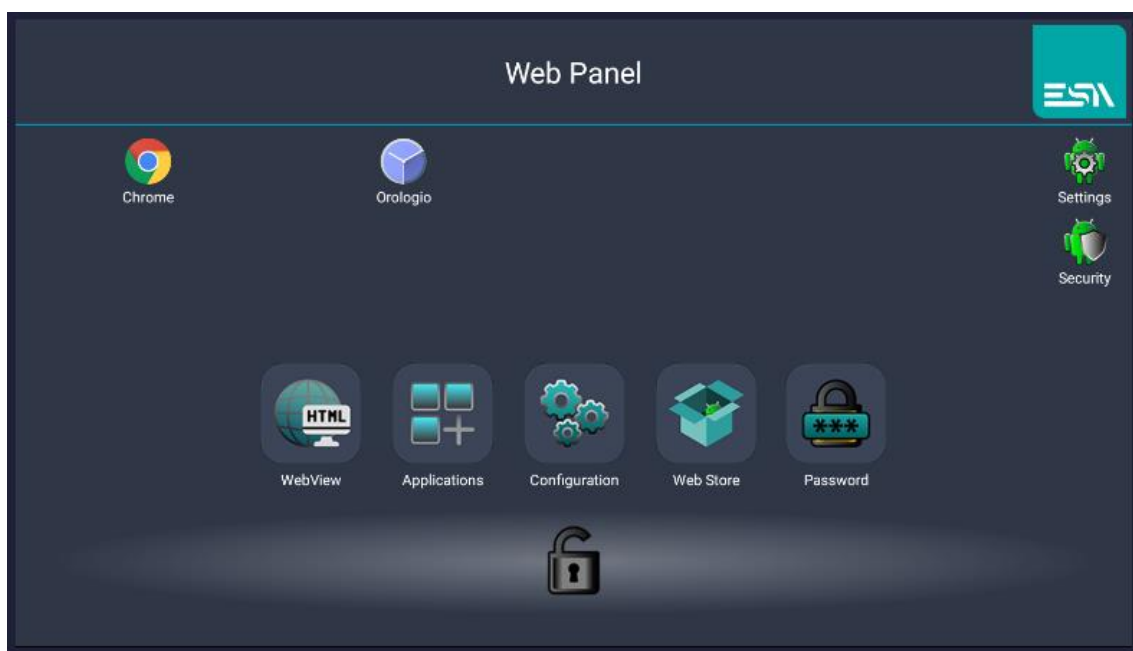 Web Panel
ESA
Chrome
Orologio
Settings
Security
HTML
***
WebView
Applications
Configuration
Web Store
Password